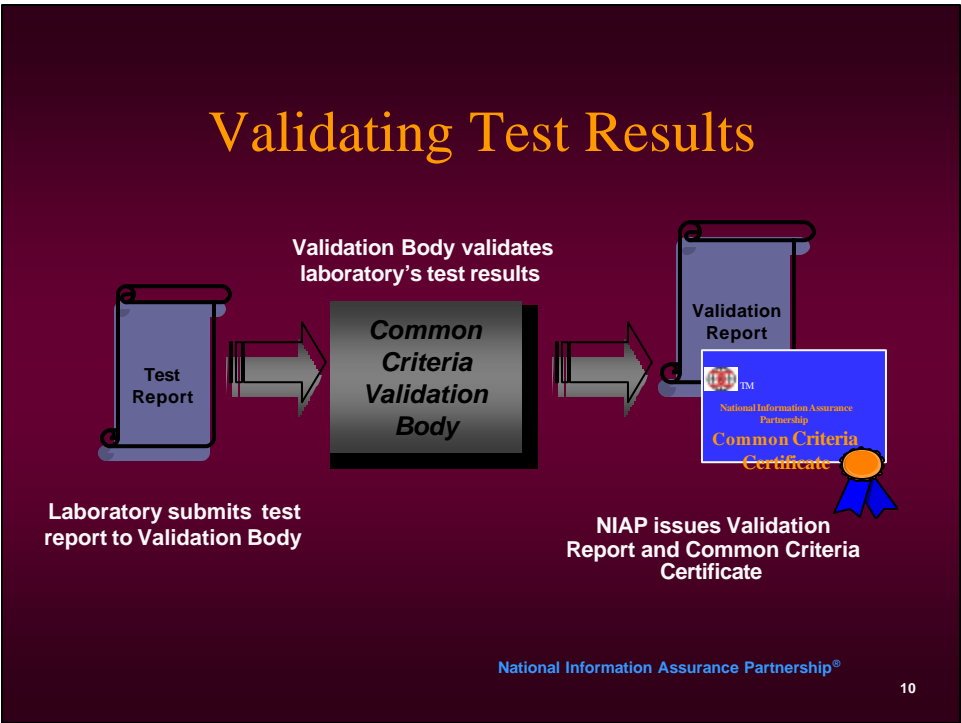 Validating Test Results
Validation Body validates
laboratory’s test results
Test
Report
Common
Criteria
Validation
Body
Validation
Report
TM
National Information Assurance
Partnership
Common Criteria
Certificate
Laboratory submits test
report to Validation Body
NIAP issues Validation
Report and Common Criteria
Certificate
National Information Assurance Partnership®
10